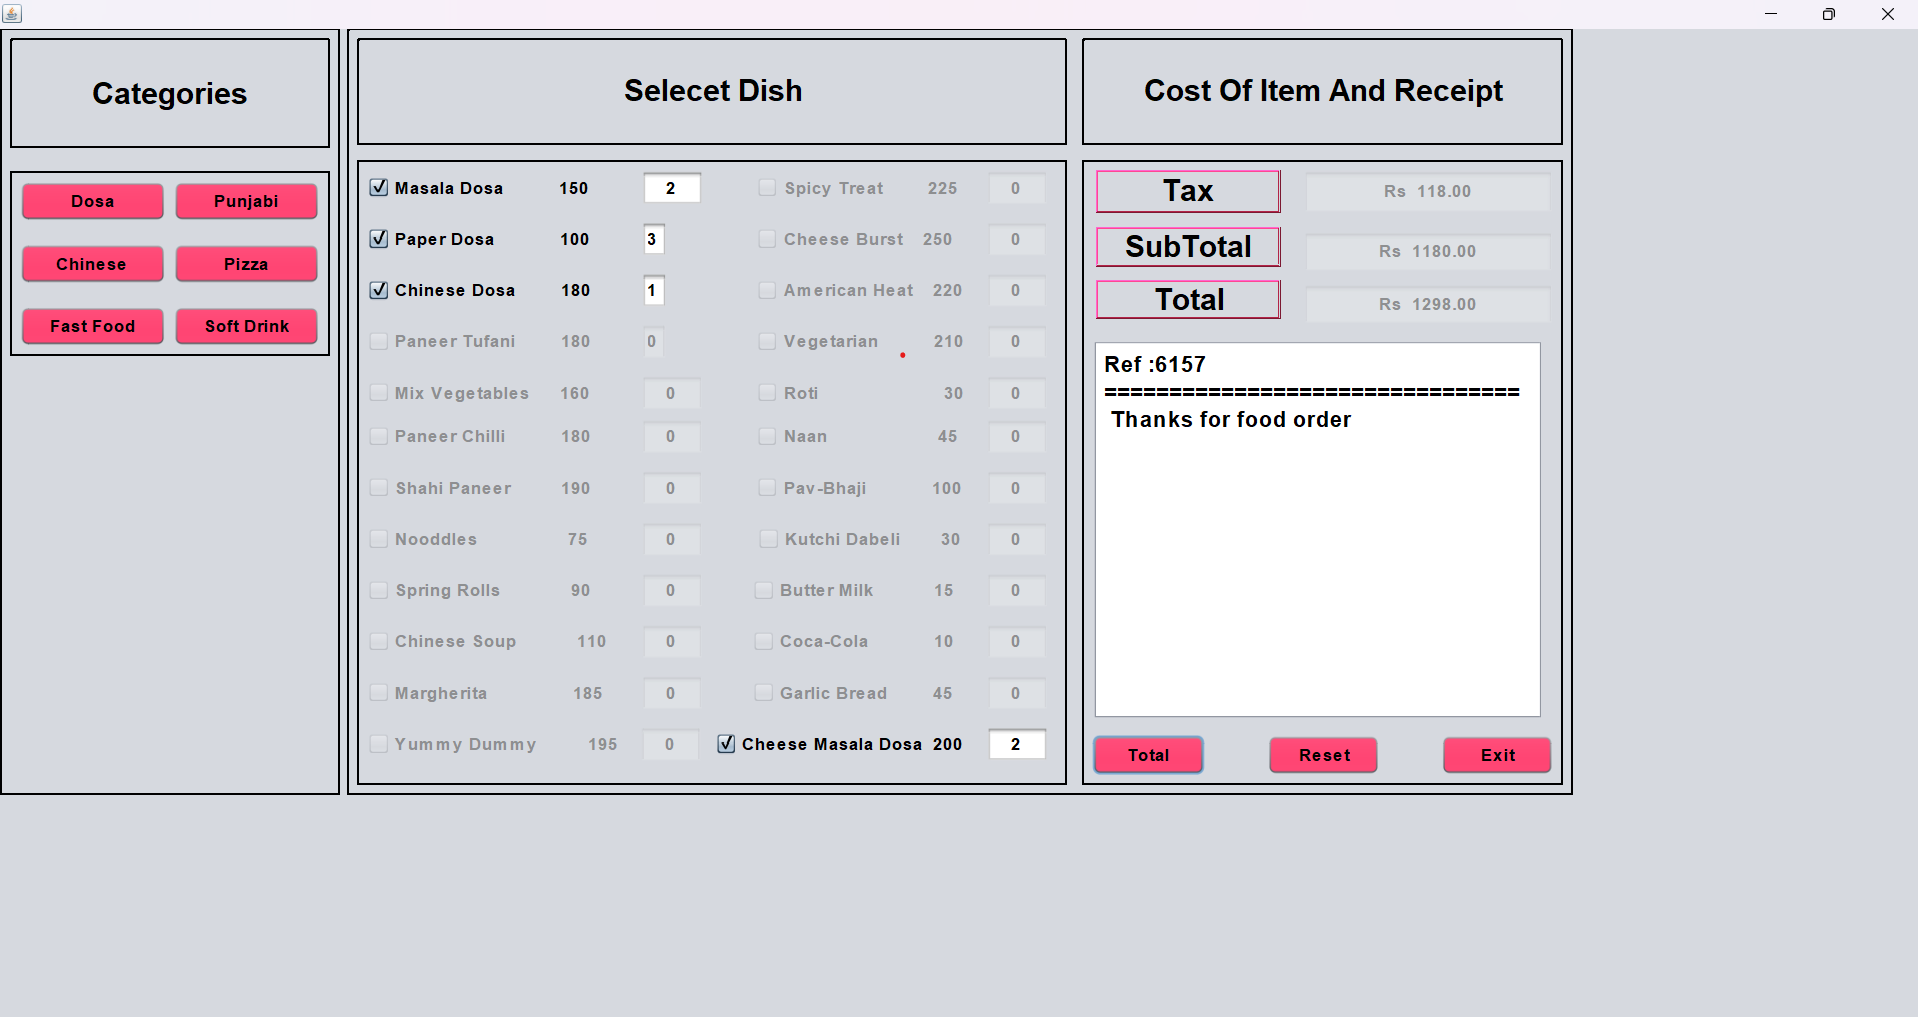 Categories
Dosa Punjabi
Chinese Pizza
Fast Food Soft Drink
Selecet Dish
Masala Dosa 150 2
Paper Dosa 100 3
Chinese Dosa 180 1
Paneer Tufani 180 0
Mix Vegetables 160 0
Paneer Chilli 180 0
Shahi Paneer 190 0
Nooddles 75 0
Spring Rolls 90 0
Chinese Soup 110 0
Margherita 185 0
Yummy Dummy 195 0
Spicy Treat 225 0
Cheese Burst 250 0
American Heat 220 0
Vegetarian 210 0
Roti 30 0
Naan 45 0
Pav-Bhaji 100 0
Kutchi Dabeli 30 0
Butter Milk 15 0
Coca-Cola 10 0
Garlic Bread 45 0
Cheese Masala Dosa 200 2
Cost Of Item And Receipt
Tax Rs 118.00
SubTotal Rs 1180.00
Total Rs 1298.00
Ref :6157
================================
Thanks for food order
Total Reset Exit